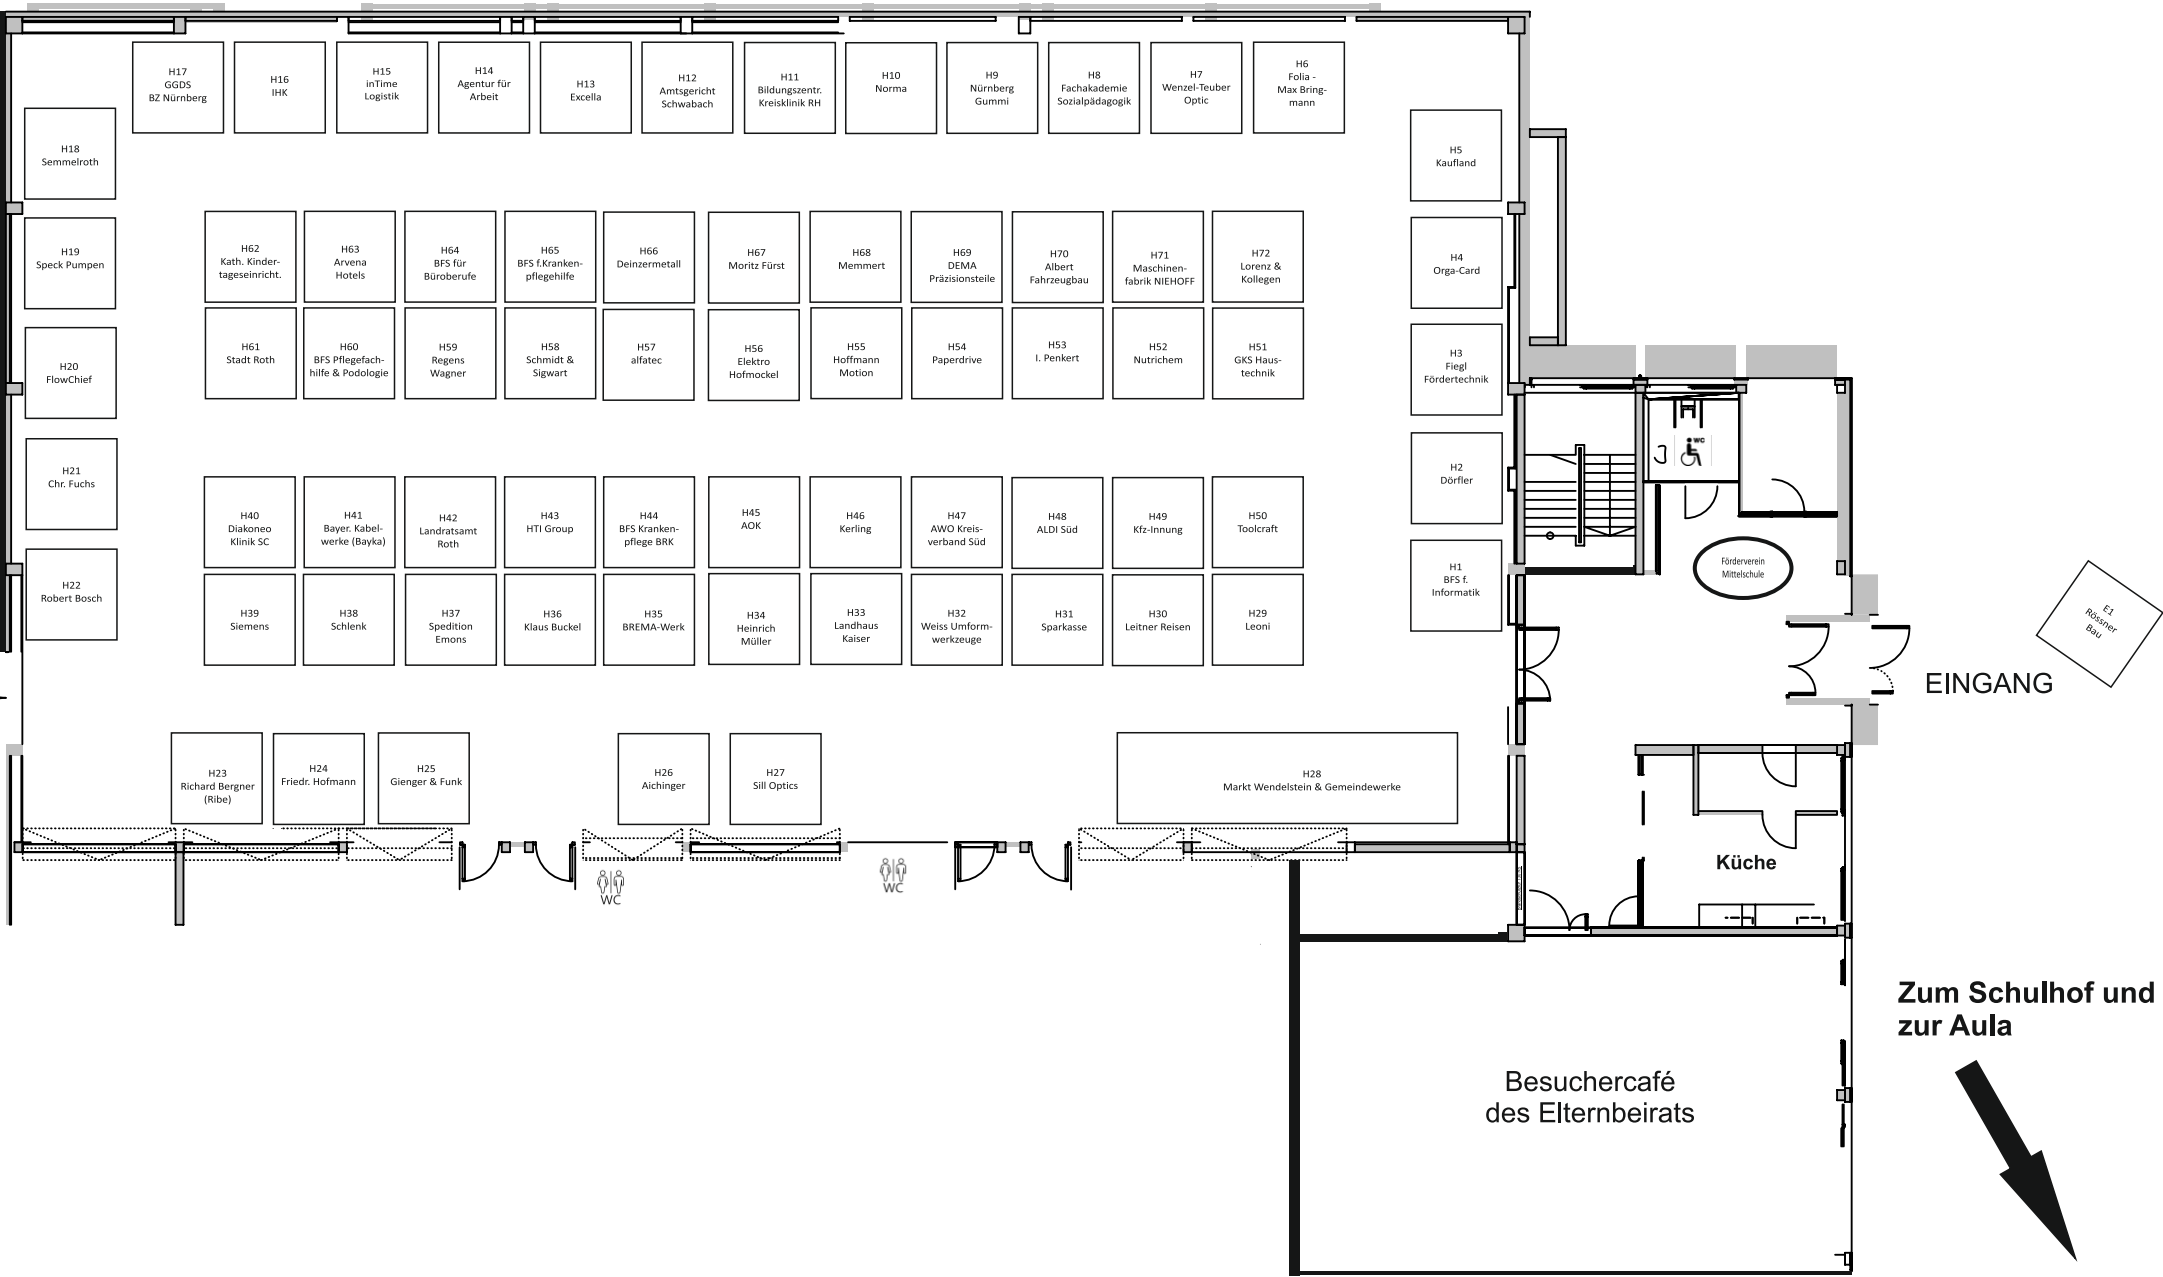 H17
GGDS
BZ Nürnberg
H16
IHK
H15
inTime
Logistik
H14
Agentur für
Arbeit
H13
Excella
H12
Amtsgericht
Schwabach
H11
Bildungszentr.
Kreisklinik RH
H10
Norma
H9
Nürnberg
Gummi
H8
Fachakademie
Sozialpädagogik
H7
Wenzel-Teuber
Optic
H6
Folia -
Max Bring-
mann
H18
Semmelroth
H5
Kaufland
H19
Speck Pumpen
H62
Kath. Kinder-
tageseinricht.
H63
Arvena
Hotels
H64
BFS für
Büroberufe
H65
BFS f.Kranken-
pflegehilfe
H66
Deinzermetall
H67
Moritz Fürst
H68
Memmert
H69
DEMA
Präzisionsteile
H70
Albert
Fahrzeugbau
H71
Maschinen-
fabrik NIEHOFF
H72
Lorenz &
Kollegen
H4
Orga-Card
H20
FlowChief
H61
Stadt Roth
H60
BFS Pflegefach-
hilfe & Podologie
H59
Regens
Wagner
H58
Schmidt &
Sigwart
H57
alfatec
H56
Elektro
Hofmockel
H55
Hoffmann
Motion
H54
Paperdrive
H53
I. Penkert
H52
Nutrichem
H51
GKS Haus-
technik
H3
Fiegl
Fördertechnik
H21
Chr. Fuchs
H2
Dörfler
WC
H40
Diakoneo
Klinik SC
H41
Bayer. Kabel-
werke (Bayka)
H42
Landratsamt
Roth
H43
HTI Group
H44
BFS Kranken-
pflege BRK
H45
AOK
H46
Kerling
H47
AWO Kreis-
verband Süd
H48
ALDI Süd
H49
Kfz-Innung
H50
Toolcraft
H22
Robert Bosch
H1
BFS f.
Informatik
Förderverein
Mittelschule
H39
Siemens
H38
Schlenk
H37
Spedition
Emons
H36
Klaus Buckel
H35
BREMA-Werk
H34
Heinrich
Müller
H33
Landhaus
Kaiser
H32
Weiss Umform-
werkzeuge
H31
Sparkasse
H30
Leitner Reisen
H29
Leoni
E1
Rössner
Bau
EINGANG
H23
Richard Bergner
(Ribe)
H24
Friedr. Hofmann
H25
Gienger & Funk
H26
Aichinger
H27
Sill Optics
H28
Markt Wendelstein & Gemeindewerke
WC
WC
Küche
Zum Schulhof und
zur Aula
Besuchercafé
des Elternbeirats